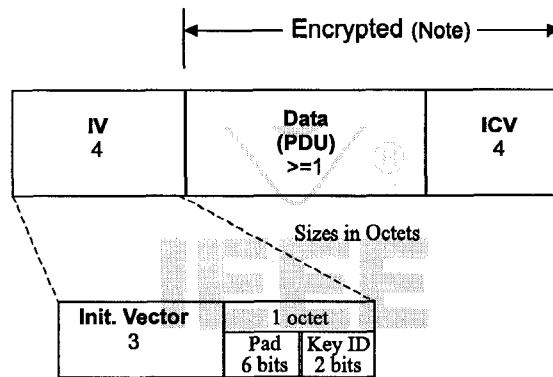 Encrypted (Note)
IV
4
Data
(PDU)
>=1
ICV
4
®
Sizes in Octets
IEEE
Init. Vector
3
1 octet
Pad
6 bits
Key ID
2 bits